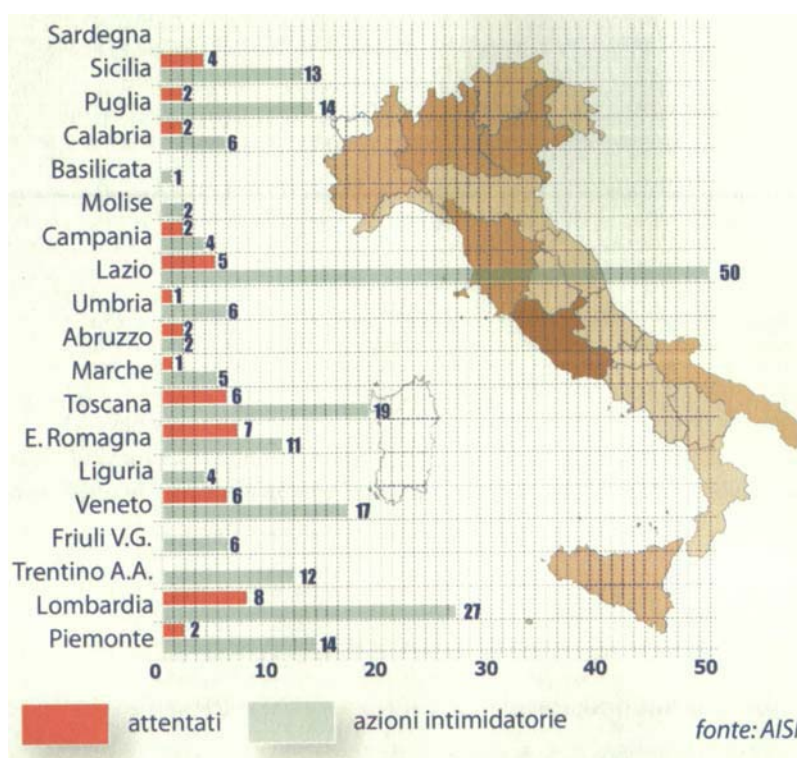 Sardegna
Sicilia 4
13
Puglia 2
14
Calabria 2
6
Basilicata 1
Molise 2
Campania 2
4
Lazio 5
50
Umbria 1
6
Abruzzo 2
2
Marche 1
5
Toscana 6
19
E. Romagna 7
11
Liguria 4
Veneto 6
17
Friuli V.G. 6
Trentino A.A. 12
Lombardia 8
27
Piemonte 2
14
0 10 20 30 40 50
attentati azioni intimidatorie fonte: AISI